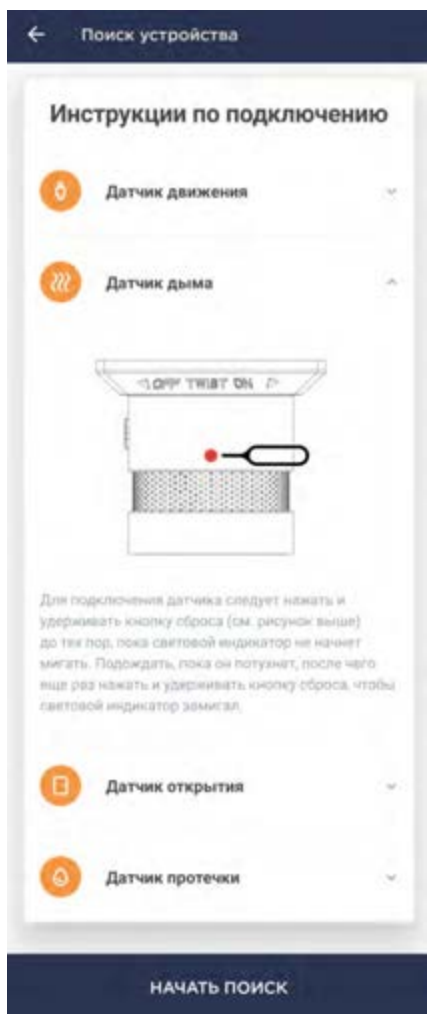 Поиск устройства
Инструкции по подключению
Датчик движения
Датчик дыма
OFF TWIST ON
Для подключения датчика следует нажать и
удерживать кнопку сброса (см. рисунок выше)
до тех пор, пока световой индикатор не начнет
мигать. Подождать, пока он потухнет, после чего
еще раз нажать и удерживать кнопку сброса, чтобы
световой индикатор замигал.
Датчик открытия
Датчик протечки
НАЧАТЬ ПОИСК